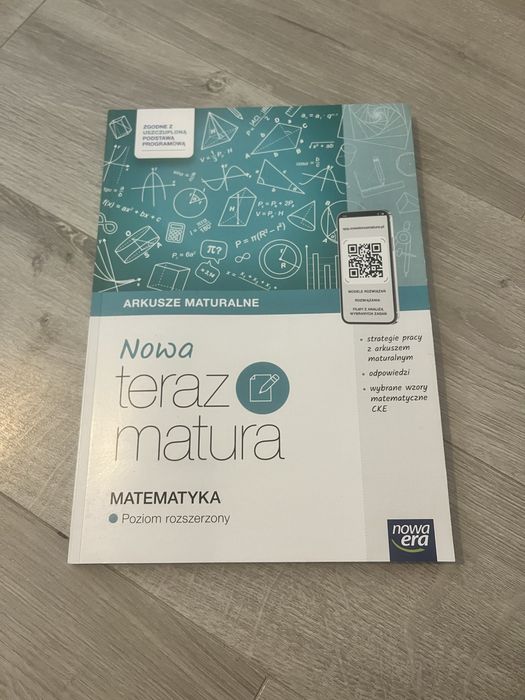 ZGODNE Z
USZCZUPLONĄ
PODSTAWĄ
PROGRAMOWĄ
ARKUSZE MATURALNE
MODELE ROZWIĄZAŃ
ROZWIĄZANIA
FILMY Z ANALIZĄ
WYBRANYCH ZADAŃ
• strategie pracy
z arkuszem
maturalnym
• odpowiedzi
• wybrane wzory
matematyczne
CKE
Nowa
teraz
matura
MATEMATYKA
• Poziom rozszerzony
nowa
era